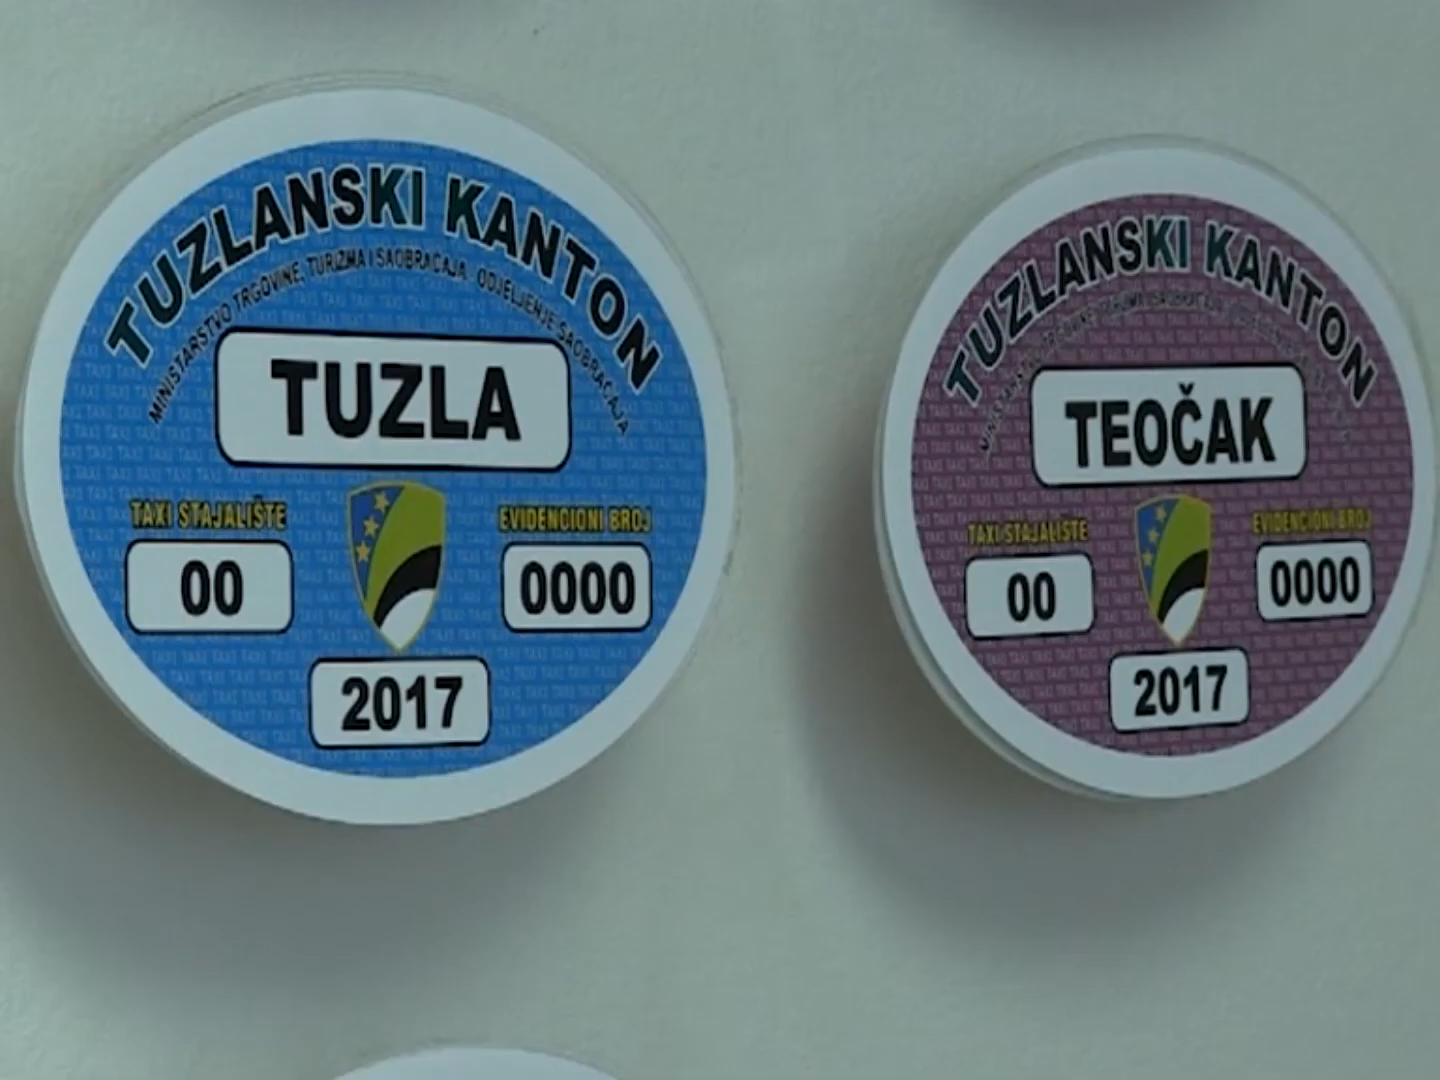 TUZLANSKI KANTON
MINISTARSTVO TRGOVINE, TURIZMA I SAOBRAĆAJA ODJELJENJE SAOBRAĆAJA
TUZLA
TAXI STAJALIŠTE
EVIDENCIONI BROJ
00
0000
2017
TUZLANSKI KANTON
TEOČAK
TAXI STAJALIŠTE
EVIDENCIONI BROJ
00
0000
2017